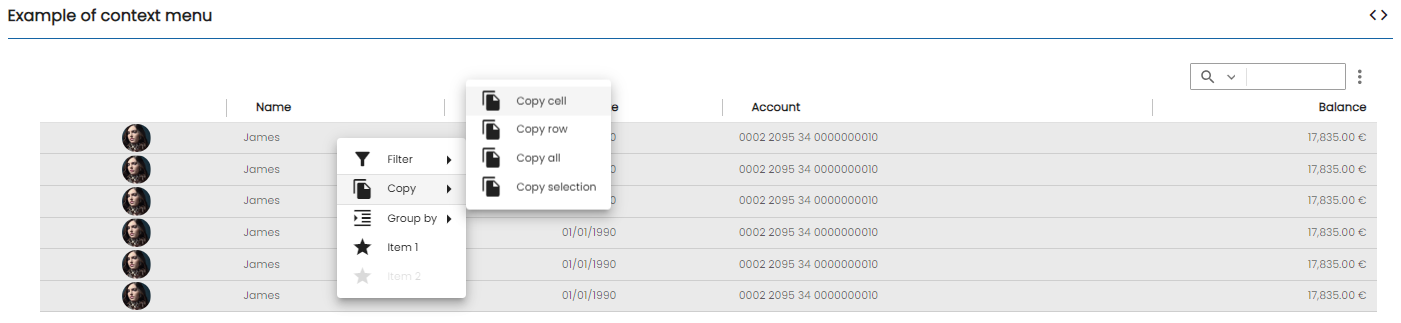 Example of context menu
Name e Account Balance
Copy cell
Copy row
Copy all
Copy selection
James 0 0002 2095 34 0000000010 17,835.00 €
James 0 0002 2095 34 0000000010 17,835.00 €
James 0 0002 2095 34 0000000010 17,835.00 €
James 01/01/1990 0002 2095 34 0000000010 17,835.00 €
James 01/01/1990 0002 2095 34 0000000010 17,835.00 €
James 01/01/1990 0002 2095 34 0000000010 17,835.00 €
Filter
Copy
Group by
Item 1
Item 2